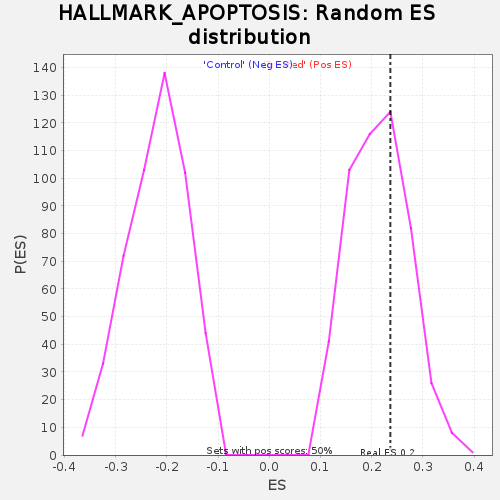 HALLMARK_APOPTOSIS: Random ES
distribution
'Control' (Neg ES)
(Pos ES)
140
130
120
110
100
90
80
70
60
50
40
30
20
10
0
P(ES)
Sets with pos scores: 50%
Real ES 0.2
-0.4 -0.3 -0.2 -0.1 0.0 0.1 0.2 0.3 0.4
ES